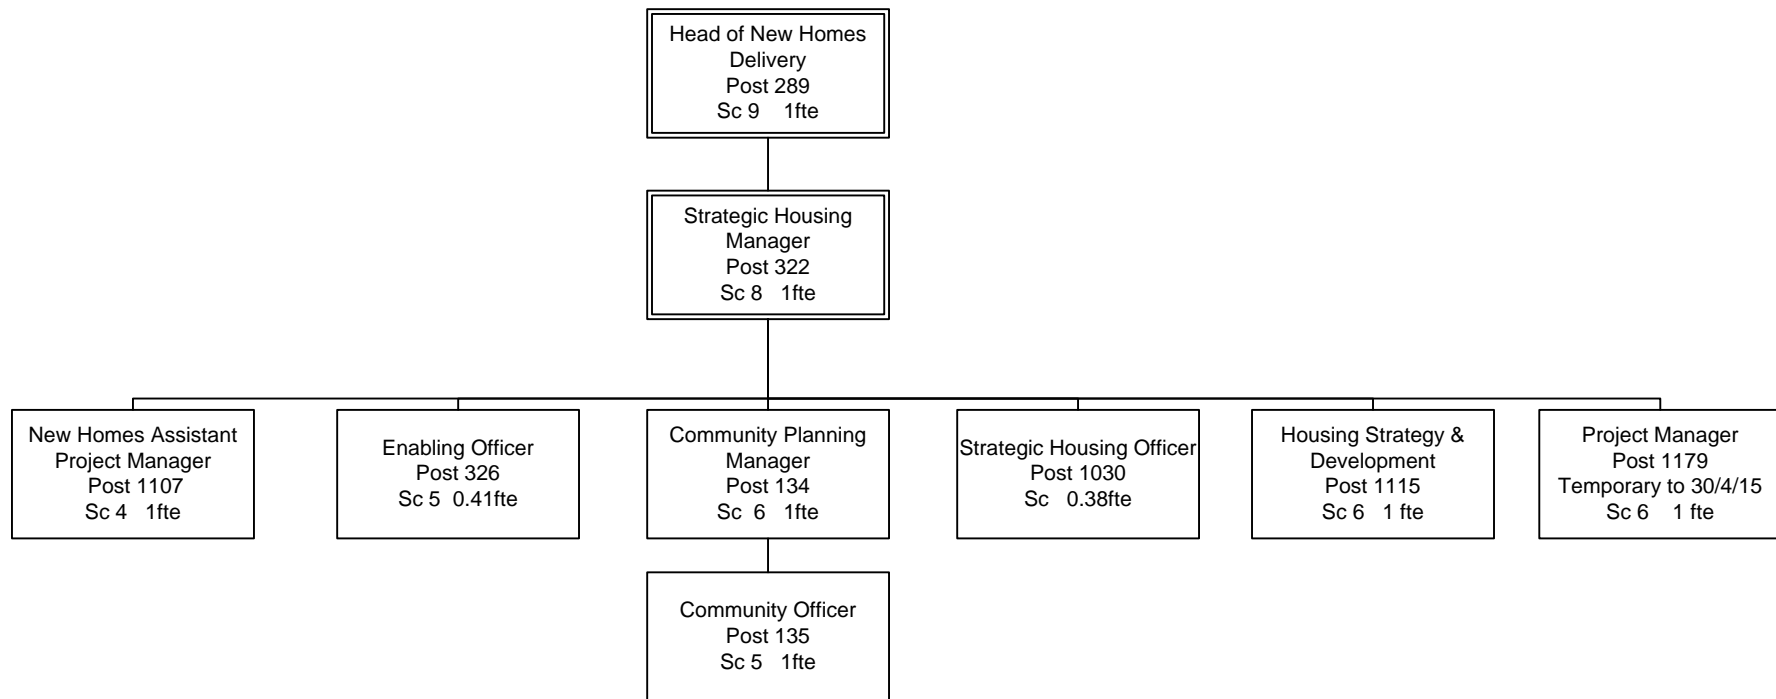 Head of New Homes
Delivery
Post 289
Sc 9 1fte
Strategic Housing
Manager
Post 322
Sc 8 1fte
New Homes Assistant
Project Manager
Post 1107
Sc 4 1fte
Enabling Officer
Post 326
Sc 5 0.41fte
Community Planning
Manager
Post 134
Sc 6 1fte
Strategic Housing Officer
Post 1030
Sc 0.38fte
Housing Strategy &
Development
Post 1115
Sc 6 1 fte
Project Manager
Post 1179
Temporary to 30/4/15
Sc 6 1 fte
Community Officer
Post 135
Sc 5 1fte